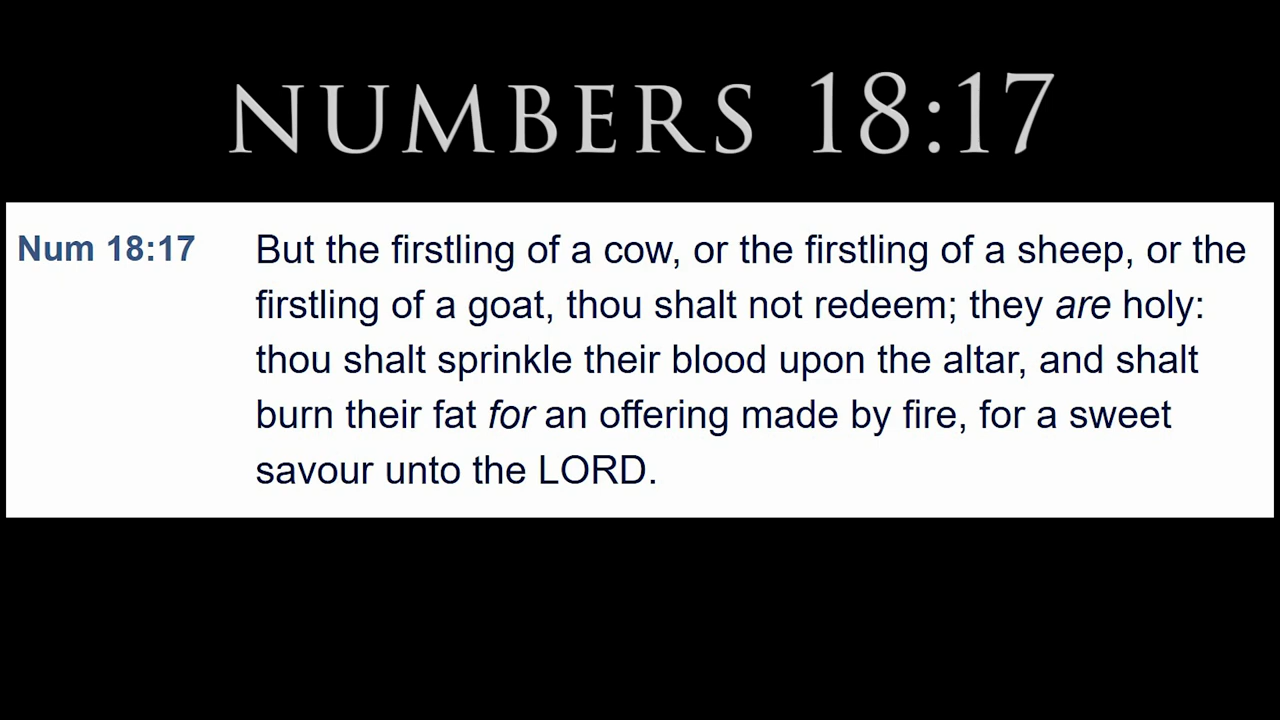 NUMBERS 18:17
Num 18:17 But the firstling of a cow, or the firstling of a sheep, or the
firstling of a goat, thou shalt not redeem; they are holy:
thou shalt sprinkle their blood upon the altar, and shalt
burn their fat for an offering made by fire, for a sweet
savour unto the LORD.